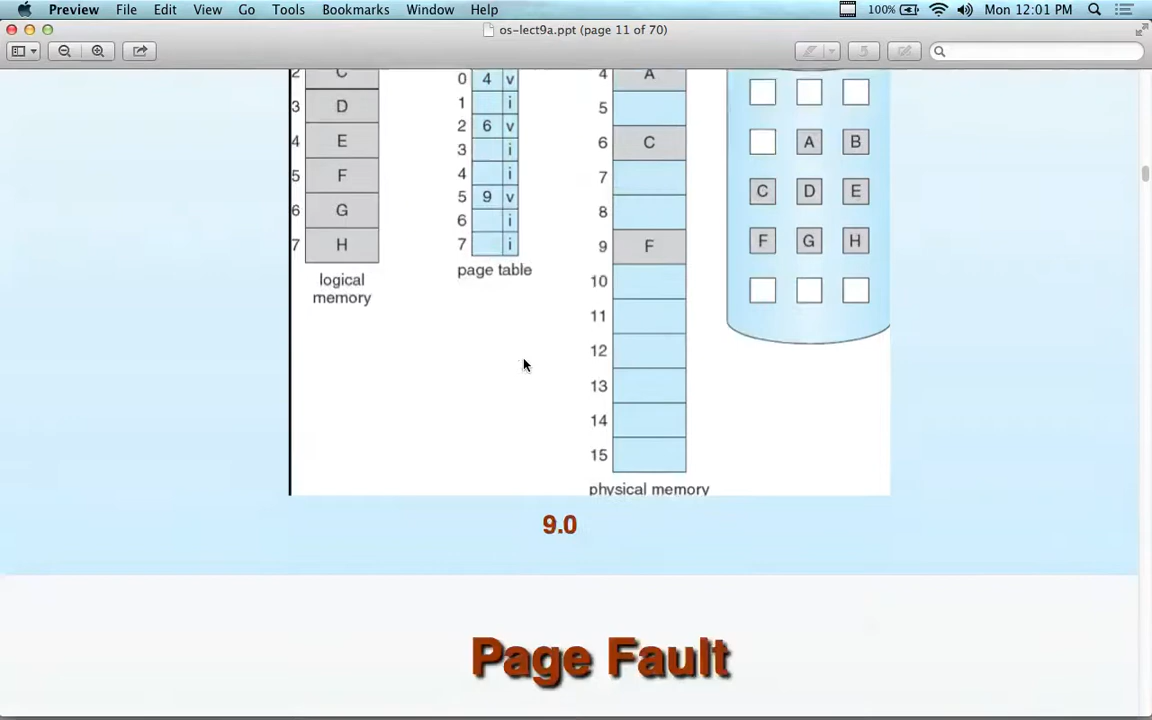 Preview File Edit View Go Tools Bookmarks Window Help 100% Mon 12:01 PM
os-lect9a.ppt (page 11 of 70)
2 C
3 D
4 E
5 F
6 G
7 H
logical
memory
0 4 v
1 i
2 6 v
3 i
4 i
5 9 v
6 i
7 i
page table
4 A
5
6 C
7
8
9 F
10
11
12
13
14
15
physical memory
A B
C D E
F G H
9.0
Page Fault